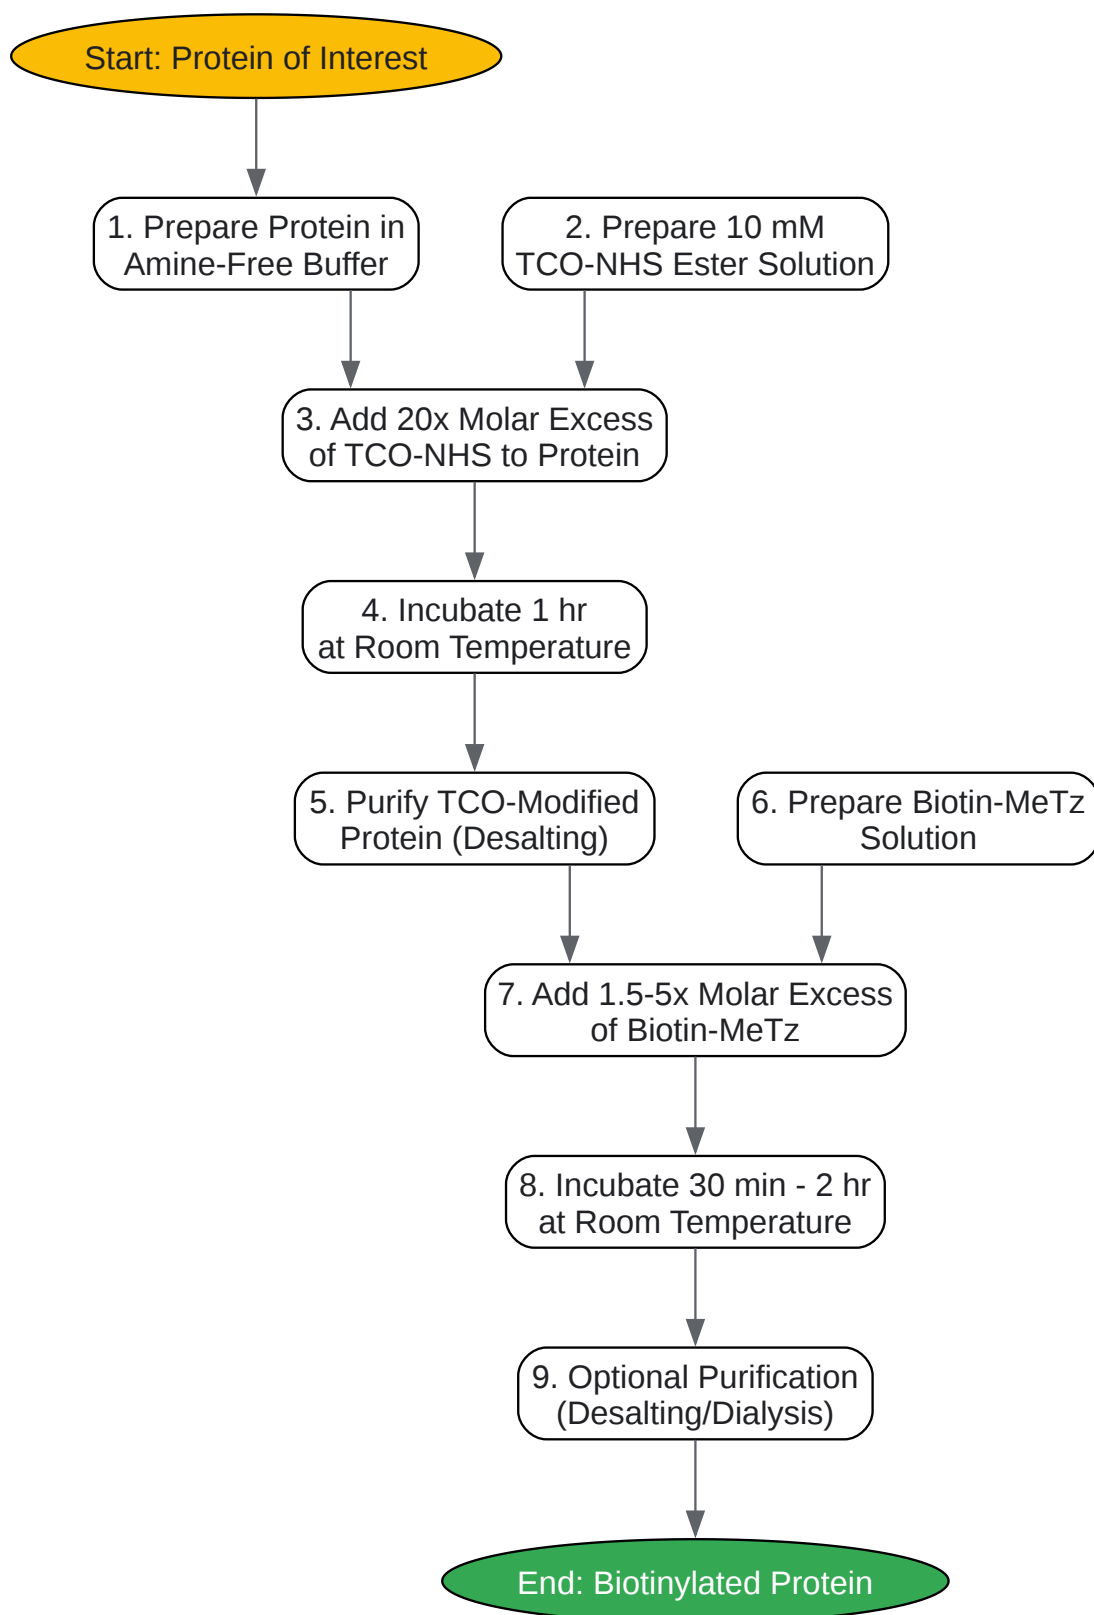 Start: Protein of Interest
1. Prepare Protein in
Amine-Free Buffer
2. Prepare 10 mM
TCO-NHS Ester Solution
3. Add 20x Molar Excess
of TCO-NHS to Protein
4. Incubate 1 hr
at Room Temperature
5. Purify TCO-Modified
Protein (Desalting)
6. Prepare Biotin-MeTz
Solution
7. Add 1.5-5x Molar Excess
of Biotin-MeTz
8. Incubate 30 min - 2 hr
at Room Temperature
9. Optional Purification
(Desalting/Dialysis)
End: Biotinylated Protein